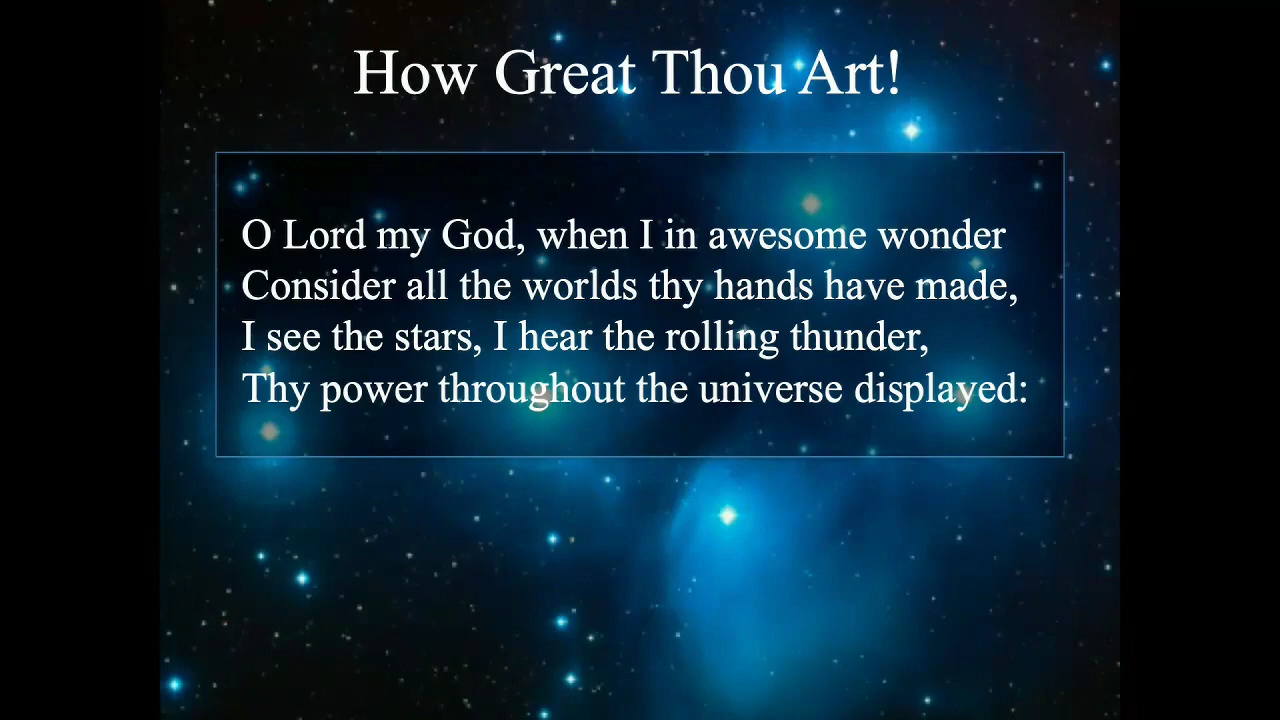 How Great Thou Art!
O Lord my God, when I in awesome wonder
Consider all the worlds thy hands have made,
I see the stars, I hear the rolling thunder,
Thy power throughout the universe displayed: